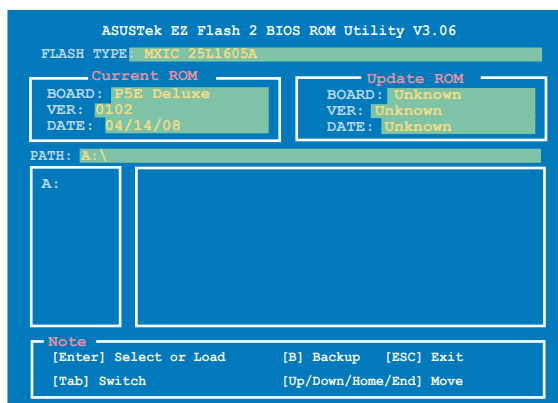 ASUSTek EZ Flash 2 BIOS ROM Utility V3.06
FLASH TYPE: MXIC 25L1605A
Current ROM
BOARD: P5E Deluxe
VER: 0102
DATE: 04/14/08
Update ROM
BOARD: Unknown
VER: Unknown
DATE: Unknown
PATH: A:\
A:
Note
[Enter] Select or Load [B] Backup [ESC] Exit
[Tab] Switch [Up/Down/Home/End] Move